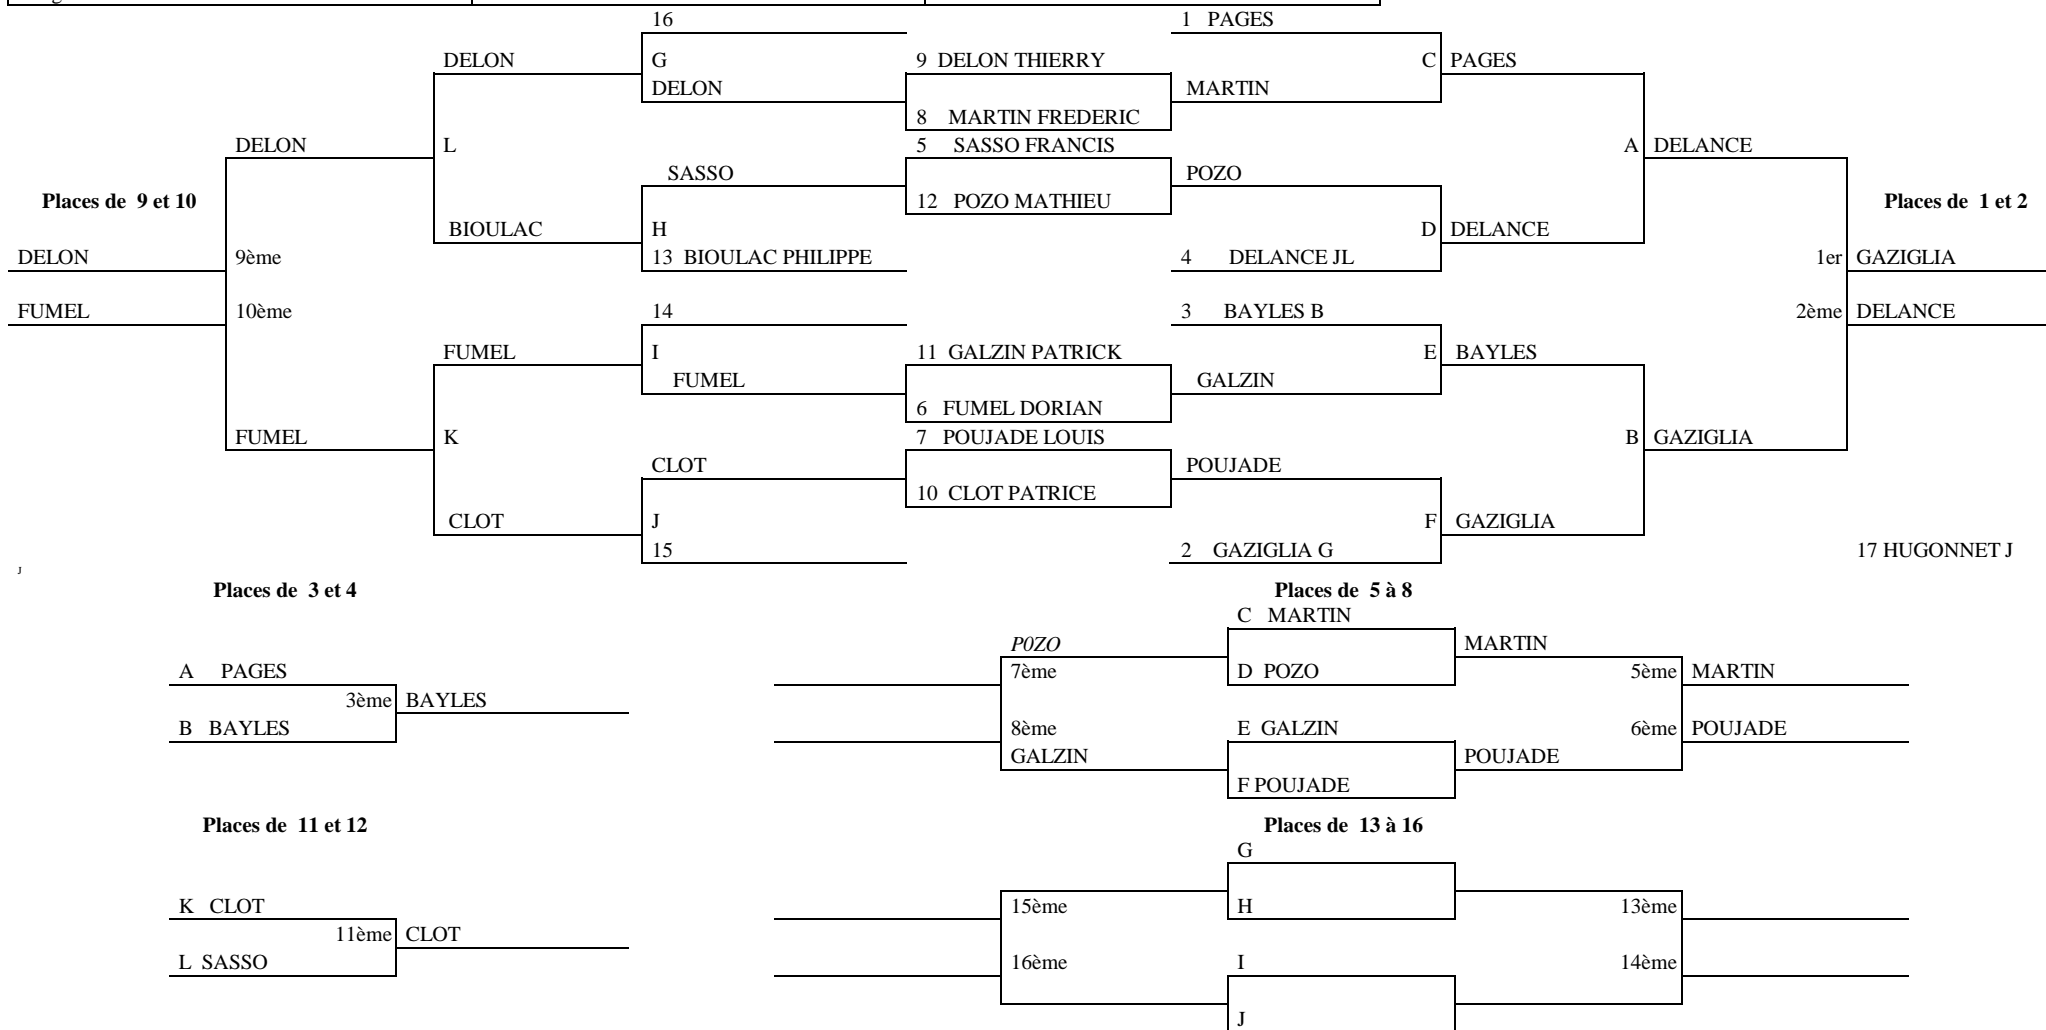 16 1 PAGES
DELON G 9 DELON THIERRY C PAGES
DELON MARTIN
8 MARTIN FREDERIC
DELON L 5 SASSO FRANCIS A DELANCE
SASSO POZO
Places de 9 et 10 12 POZO MATHIEU Places de 1 et 2
BIOULAC H D DELANCE
DELON 9ème 13 BIOULAC PHILIPPE 4 DELANCE JL 1er GAZIGLIA
FUMEL 10ème 14 3 BAYLES B 2ème DELANCE
FUMEL I 11 GALZIN PATRICK E BAYLES
FUMEL GALZIN
6 FUMEL DORIAN
FUMEL K 7 POUJADE LOUIS B GAZIGLIA
CLOT POUJADE
10 CLOT PATRICE
CLOT J F GAZIGLIA
15 2 GAZIGLIA G 17 HUGONNET J
J
Places de 3 et 4 Places de 5 à 8
C MARTIN
P0ZO MARTIN
A PAGES 7ème D POZO 5ème MARTIN
3ème BAYLES
B BAYLES 8ème E GALZIN 6ème POUJADE
GALZIN POUJADE
F POUJADE
Places de 11 et 12 Places de 13 à 16
G
K CLOT 15ème H 13ème
11ème CLOT
L SASSO 16ème I 14ème
J